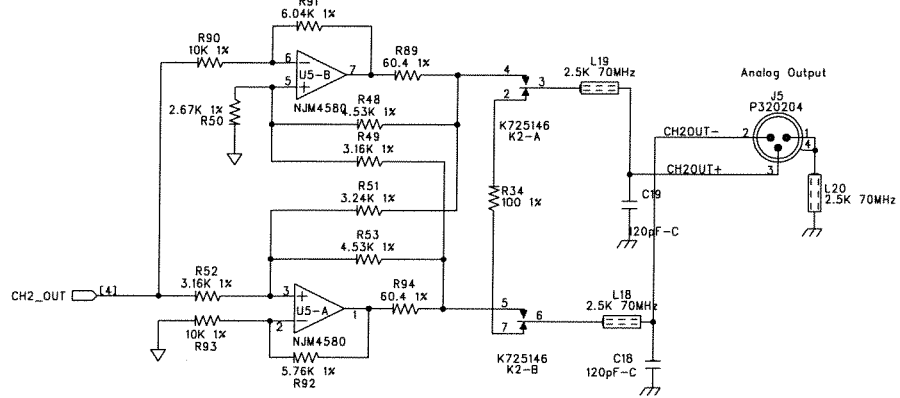 R91
6.04K 1%
R90
10K 1%
6
5
7
U5-B
NJM4580
R89
60.4 1%
2.67K 1%
R50
R48
4.53K 1%
R49
3.16K 1%
R51
3.24K 1%
R53
4.53K 1%
4
3
2
K725146
K2-A
R34
100 1%
L19
2.5K 70MHz
Analog Output
J5
P320204
CH2OUT-
2
1
4
3
CH2OUT+
C19
120pF-C
L20
2.5K 70MHz
CH2_OUT
[4]
R52
3.16K 1%
10K 1%
R93
3
2
1
U5-A
NJM4580
5.76K 1%
R92
R94
60.4 1%
5
6
7
K725146
K2-B
L18
2.5K 70MHz
C18
120pF-C